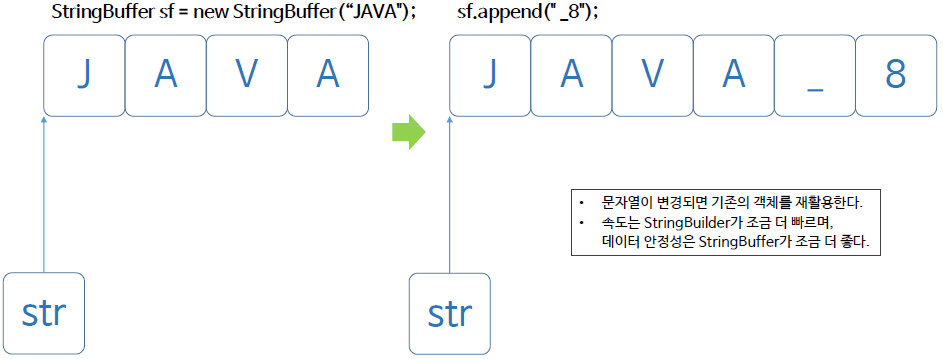 StringBuffer sf = new StringBuffer(“JAVA");
sf.append(" _8");
J A V A
J A V A _ 8
• 문자열이 변경되면 기존의 객체를 재활용한다.
• 속도는 StringBuilder가 조금 더 빠르며,
데이터 안정성은 StringBuffer가 조금 더 좋다.
str
str